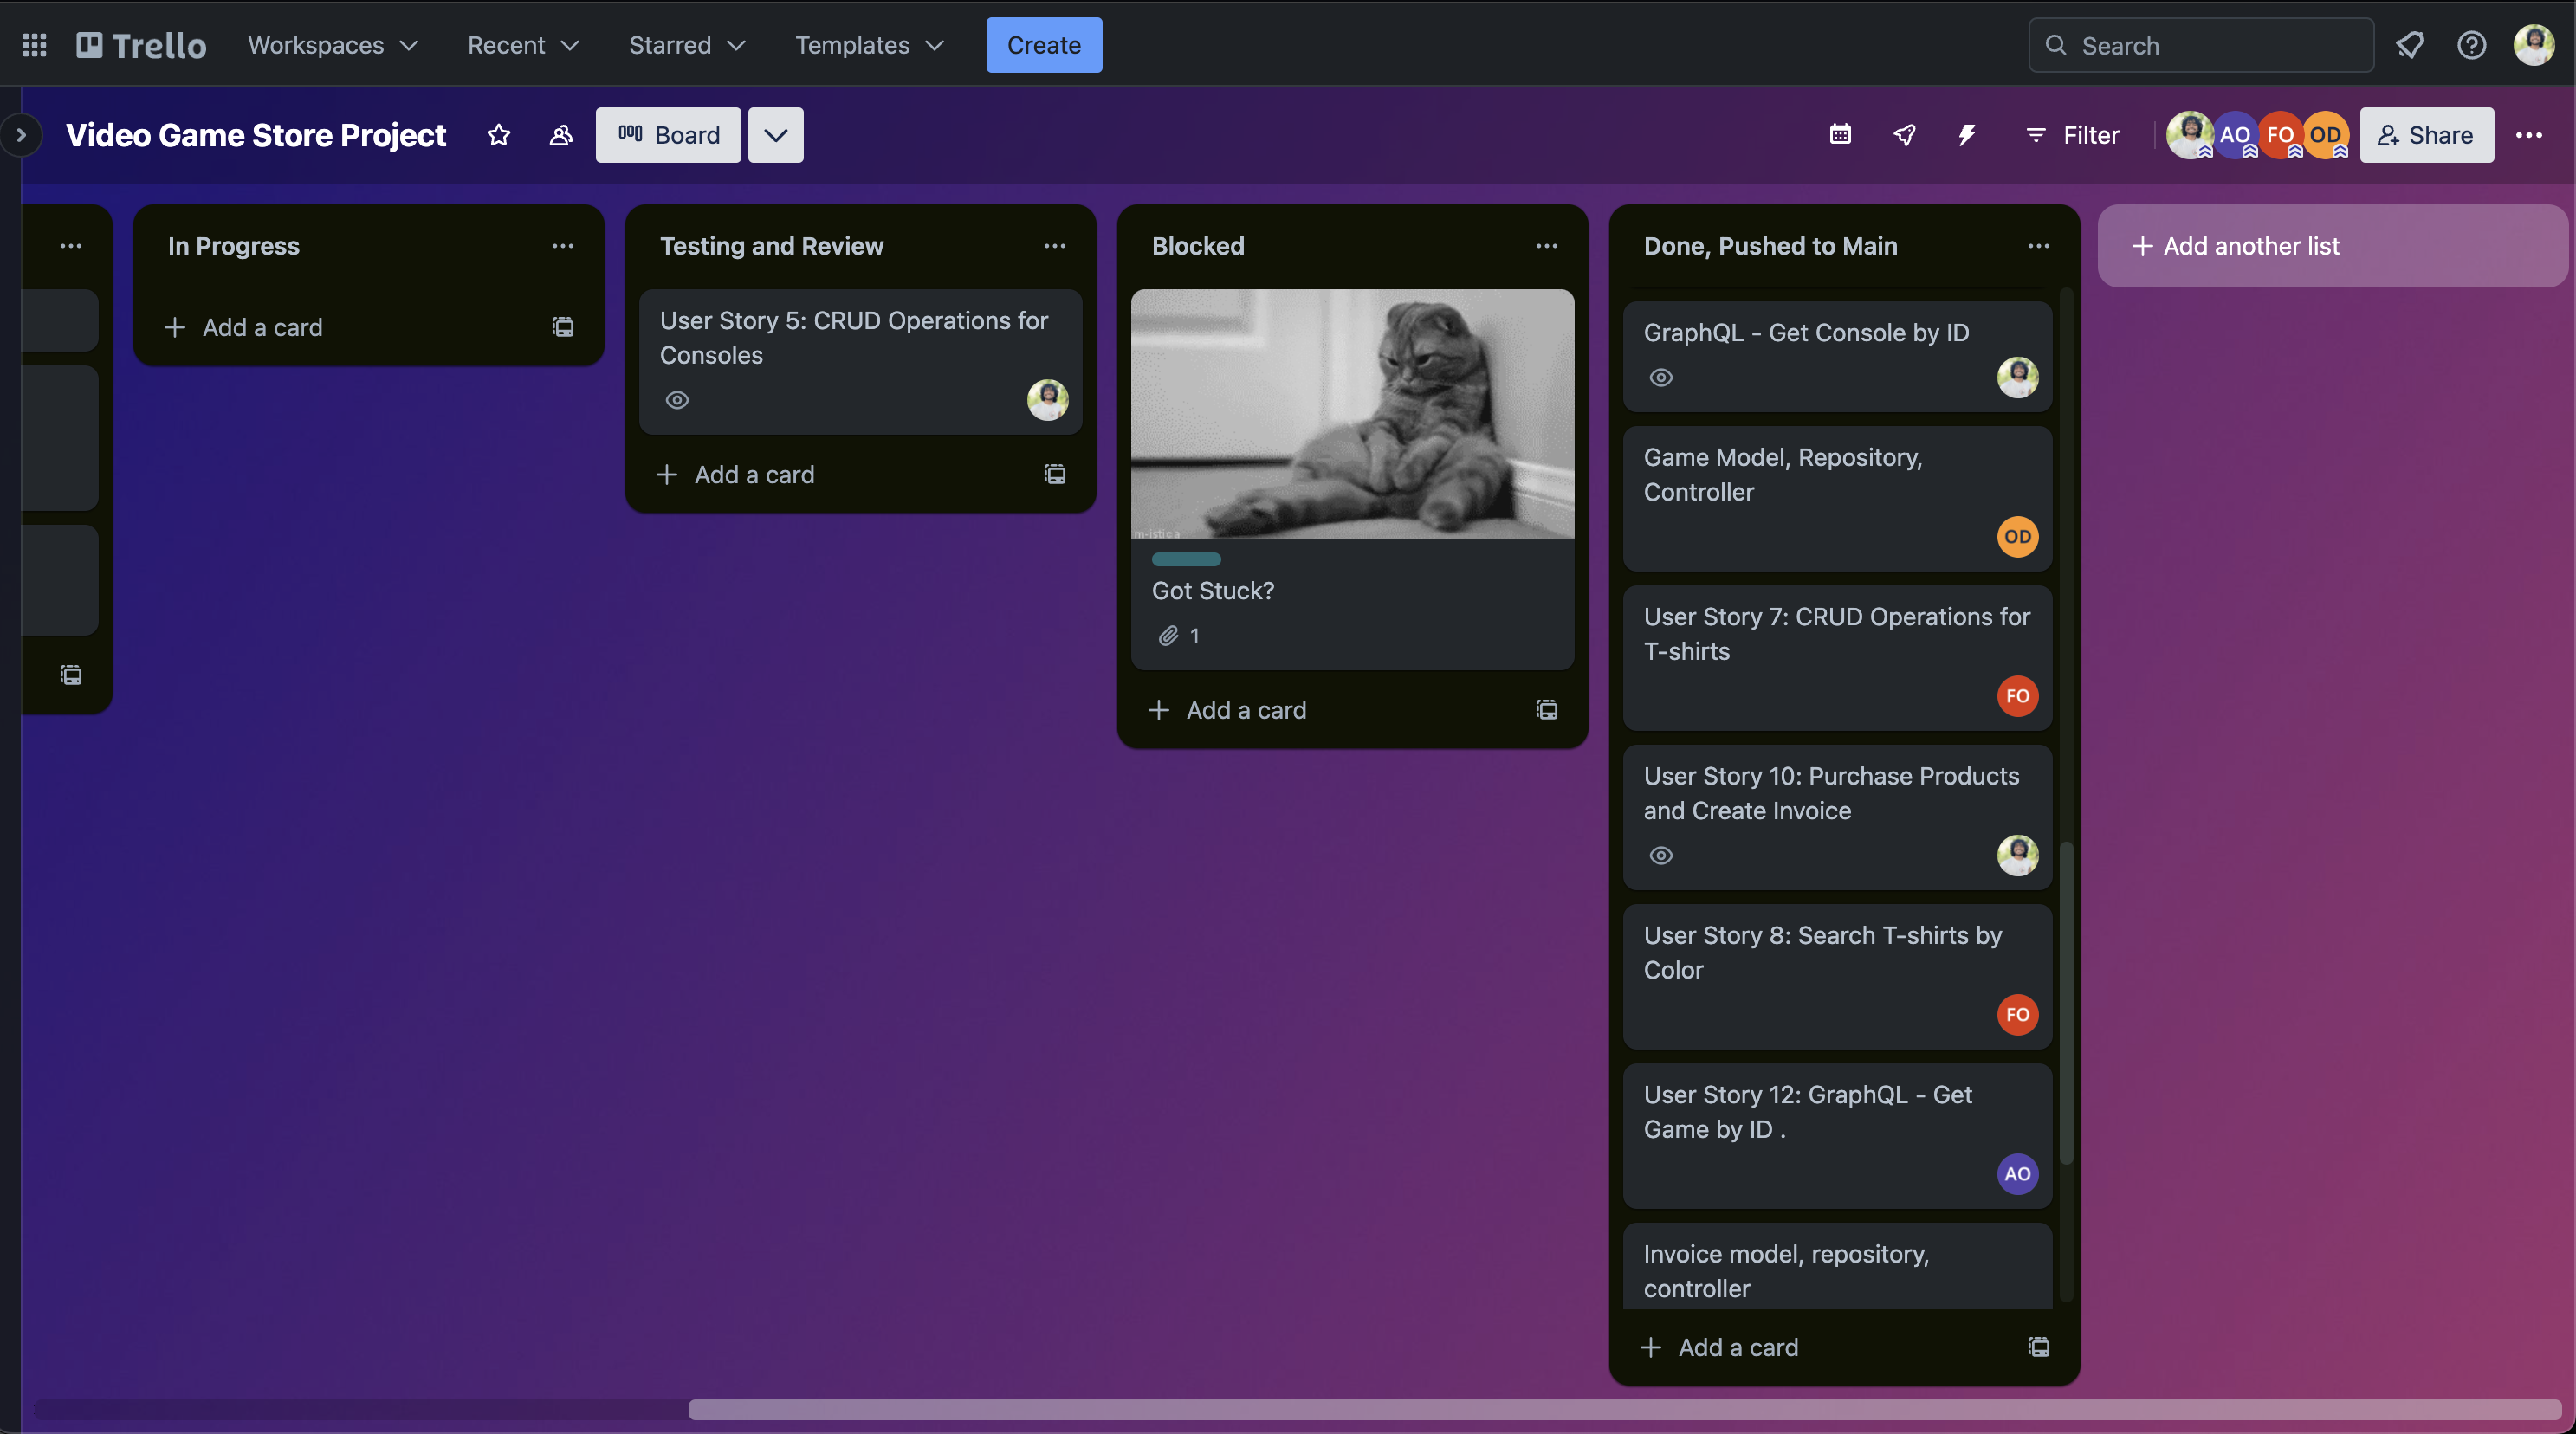 Trello
Workspaces
Recent
Starred
Templates
Create
Search
Video Game Store Project
Board
Filter
AO
FO
OD
Share
In Progress
Add a card
Testing and Review
User Story 5: CRUD Operations for
Consoles
Add a card
Blocked
m-istica
Got Stuck?
1
Add a card
Done, Pushed to Main
GraphQL - Get Console by ID
Game Model, Repository,
Controller
OD
User Story 7: CRUD Operations for
T-shirts
FO
User Story 10: Purchase Products
and Create Invoice
User Story 8: Search T-shirts by
Color
FO
User Story 12: GraphQL - Get
Game by ID .
AO
Invoice model, repository,
controller
Add a card
Add another list